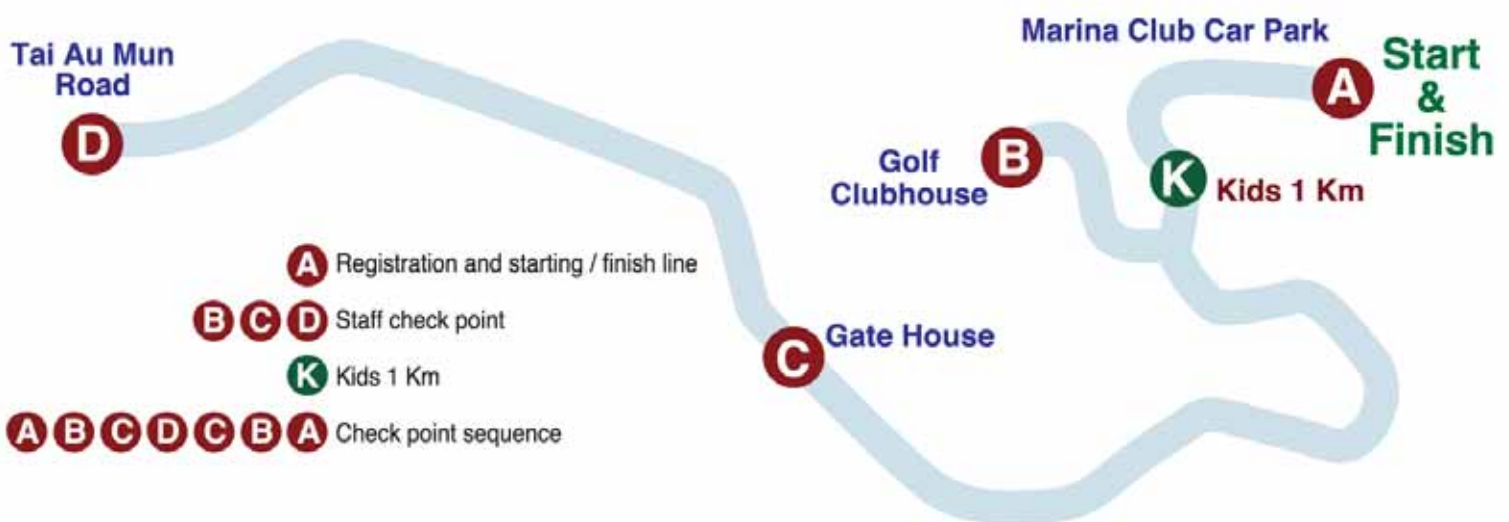 Tai Au Mun
Road
D
Marina Club Car Park
A
Start
&
Finish
Golf
Clubhouse
B
K
Kids 1 Km
A Registration and starting / finish line
B C D Staff check point
K Kids 1 Km
A B C D C B A Check point sequence
C
Gate House